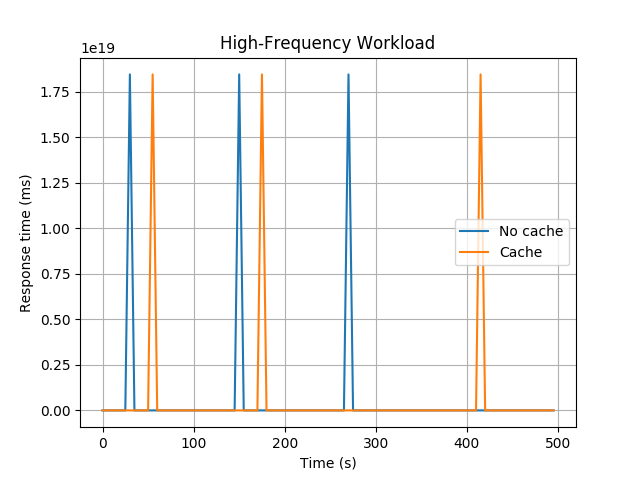 High-Frequency Workload
1e19
1.75
1.50
1.25
1.00
0.75
0.50
0.25
0.00
Response time (ms)
No cache
Cache
0 100 200 300 400 500
Time (s)